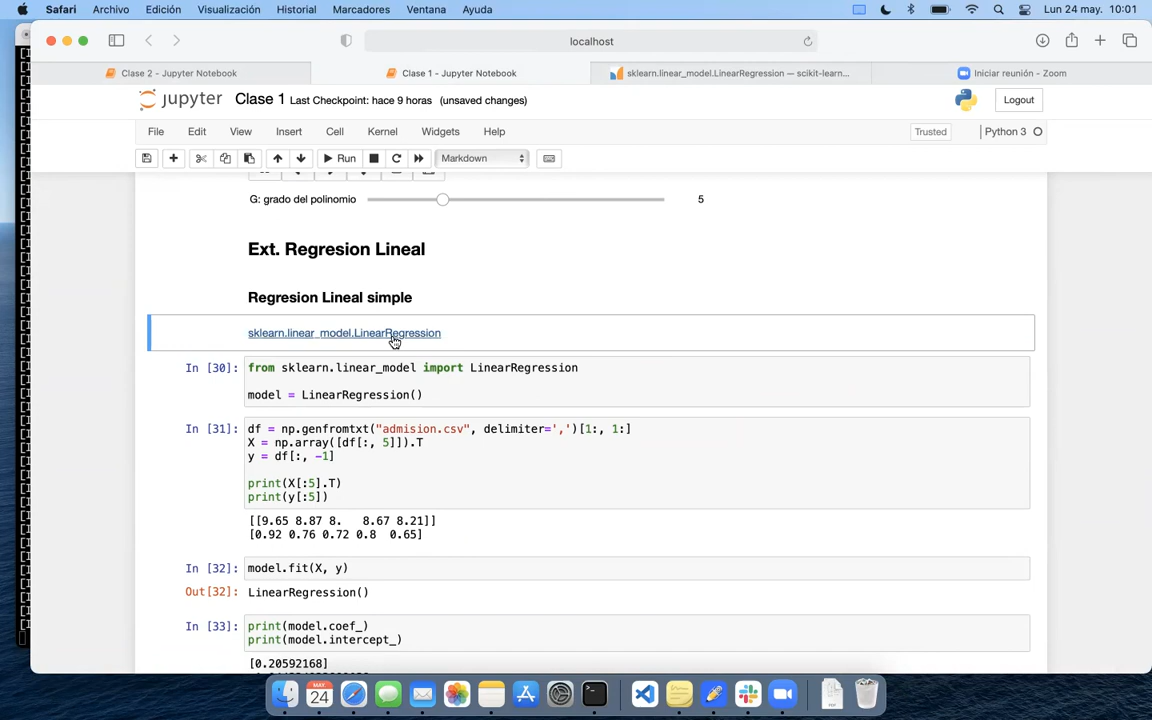 Safari Archivo Edición Visualización Historial Marcadores Ventana Ayuda Lun 24 may. 10:01
localhost
Clase 2 - Jupyter Notebook Clase 1 - Jupyter Notebook sklearn.linear_model.LinearRegression — scikit-learn... Iniciar reunión - Zoom
jupyter Clase 1 Last Checkpoint: hace 9 horas (unsaved changes) Logout
File Edit View Insert Cell Kernel Widgets Help Trusted Python 3
Run Markdown
G: grado del polinomio 5
Ext. Regresion Lineal
Regresion Lineal simple
sklearn.linear_model.LinearRegression
In [30]: from sklearn.linear_model import LinearRegression
model = LinearRegression()
In [31]: df = np.genfromtxt("admision.csv", delimiter=',')[1:, 1:]
X = np.array([df[:, 5]]).T
y = df[:, -1]
print(X[:5].T)
print(y[:5])
[[9.65 8.87 8.   8.67 8.21]]
[0.92 0.76 0.72 0.8  0.65]
In [32]: model.fit(X, y)
Out[32]: LinearRegression()
In [33]: print(model.coef_)
print(model.intercept_)
[0.20592168]
MAY
24